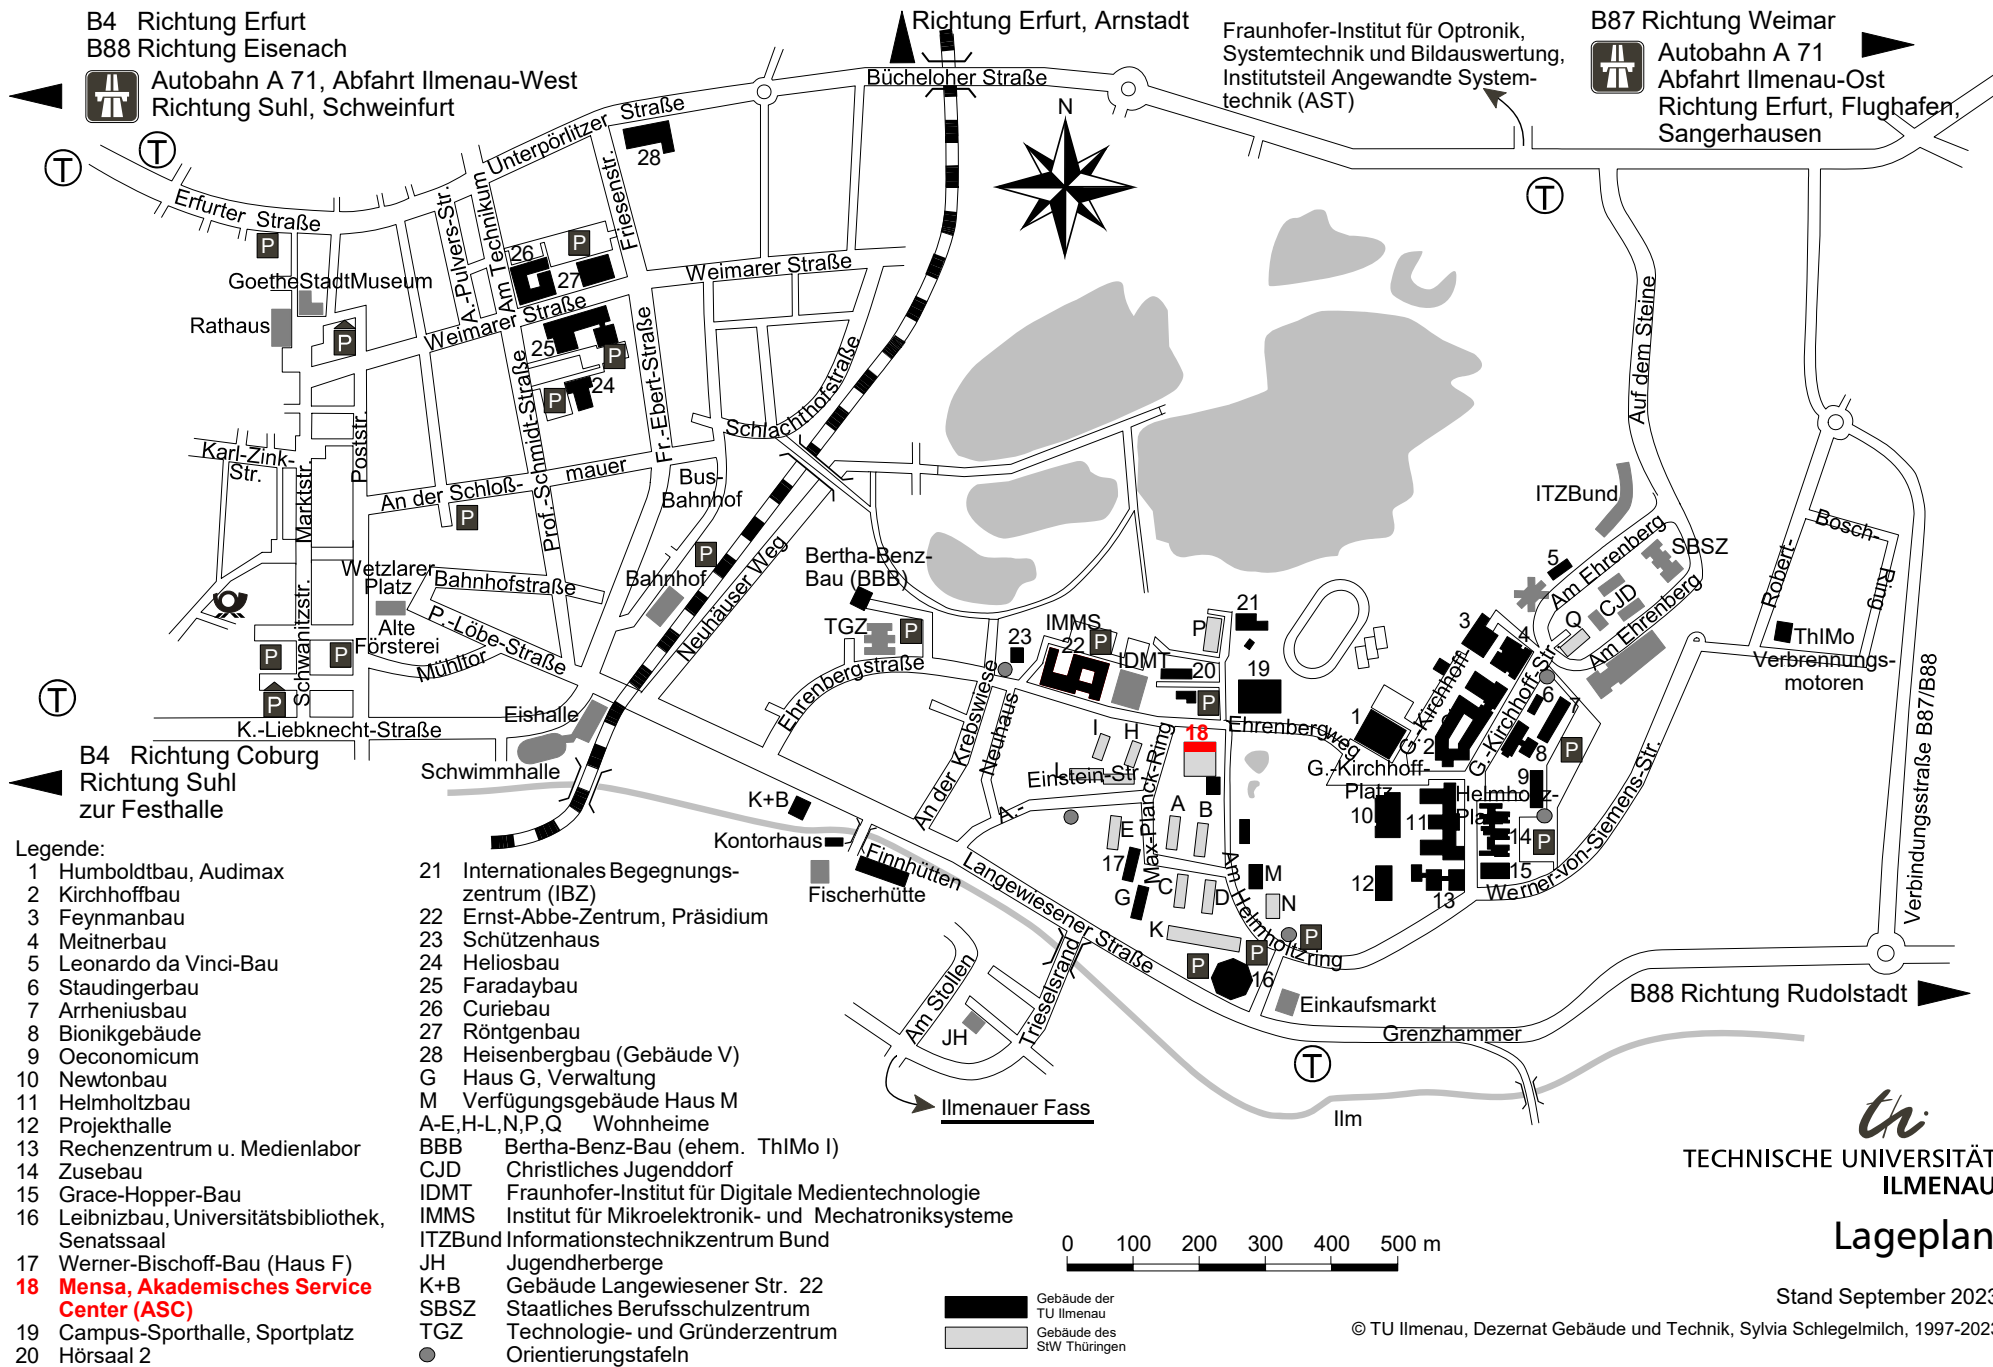 B4 Richtung Erfurt
B88 Richtung Eisenach
Autobahn A 71, Abfahrt Ilmenau-West
Richtung Suhl, Schweinfurt
Richtung Erfurt, Arnstadt
Fraunhofer-Institut für Optronik,
Systemtechnik und Bildauswertung,
Institutsteil Angewandte System-
technik (AST)
B87 Richtung Weimar
Autobahn A 71
Abfahrt Ilmenau-Ost
Richtung Erfurt, Flughafen,
Sangerhausen
Bücheloher Straße
Unterpörlitzer Straße
N
T
T
T
T
T
28
Erfurter Straße
P
GoetheStadtMuseum
Rathaus
P
A.-Pulvers-Str.
Am Technikum
Friesenstr.
26
P
27
Weimarer Straße
Weimarer Straße
25
P
24
P
Prof.-Schmidt-Straße
Fr.-Ebert-Straße
Schlachthofstraße
Auf dem Steine
Karl-Zink-
Str.
Marktstr.
Poststr.
An der Schloß-
mauer
P
Bus-
Bahnhof
P
Bahnhof
Neuhäuser Weg
Wetzlarer
Platz
Bahnhofstraße
P.-Löbe-Straße
Alte
Försterei
Mühltor
Schwanitzstr.
P
P
P
K.-Liebknecht-Straße
Eishalle
Schwimmhalle
B4 Richtung Coburg
Richtung Suhl
zur Festhalle
Bertha-Benz-
Bau (BBB)
TGZ
P
Ehrenbergstraße
An der Krebswiese
Neuhaus
23
IMMS
22
P
IDMT
P
21
20
P
19
Ehrenbergweg
18
I
H
L
Einstein-Str.
A.-
Max-Planck-Ring
A
B
E
17
G
C
D
K
M
N
P
P
P
16
Am Helmholtzring
Einkaufsmarkt
K+B
Kontorhaus
Finnhütten
Fischerhütte
Langewiesener Straße
Am Stollen
Trieselsrand
JH
Ilmenauer Fass
Grenzhammer
Ilm
ITZBund
5
Am Ehrenberg
SBSZ
Q
CJD
Am Ehrenberg
3
4
6
7
G.-Kirchhoff-
G.-Kirchhoff-Str.
1
2
8
P
9
G.-Kirchhoff-
Platz
Helmholtz-
Platz
10
11
14
P
15
12
13
Werner-von-Siemens-Str.
Robert-
Bosch-
Ring
ThIMo
Verbrennungs-
motoren
Verbindungsstraße B87/B88
B88 Richtung Rudolstadt
Legende:
1 Humboldtbau, Audimax
2 Kirchhoffbau
3 Feynmanbau
4 Meitnerbau
5 Leonardo da Vinci-Bau
6 Staudingerbau
7 Arrheniusbau
8 Bionikgebäude
9 Oeconomicum
10 Newtonbau
11 Helmholtzbau
12 Projekthalle
13 Rechenzentrum u. Medienlabor
14 Zusebau
15 Grace-Hopper-Bau
16 Leibnizbau, Universitätsbibliothek,
Senatssaal
17 Werner-Bischoff-Bau (Haus F)
18 Mensa, Akademisches Service
Center (ASC)
19 Campus-Sporthalle, Sportplatz
20 Hörsaal 2
21 Internationales Begegnungs-
zentrum (IBZ)
22 Ernst-Abbe-Zentrum, Präsidium
23 Schützenhaus
24 Heliosbau
25 Faradaybau
26 Curiebau
27 Röntgenbau
28 Heisenbergbau (Gebäude V)
G Haus G, Verwaltung
M Verfügungsgebäude Haus M
A-E,H-L,N,P,Q Wohnheime
BBB Bertha-Benz-Bau (ehem. ThIMo I)
CJD Christliches Jugenddorf
IDMT Fraunhofer-Institut für Digitale Medientechnologie
IMMS Institut für Mikroelektronik- und Mechatroniksysteme
ITZBund Informationstechnikzentrum Bund
JH Jugendherberge
K+B Gebäude Langewiesener Str. 22
SBSZ Staatliches Berufsschulzentrum
TGZ Technologie- und Gründerzentrum
Orientierungstafeln
0 100 200 300 400 500 m
Gebäude der
TU Ilmenau
Gebäude des
StW Thüringen
th
TECHNISCHE UNIVERSITÄT
ILMENAU
Lageplan
Stand September 2023
© TU Ilmenau, Dezernat Gebäude und Technik, Sylvia Schlegelmilch, 1997-2023